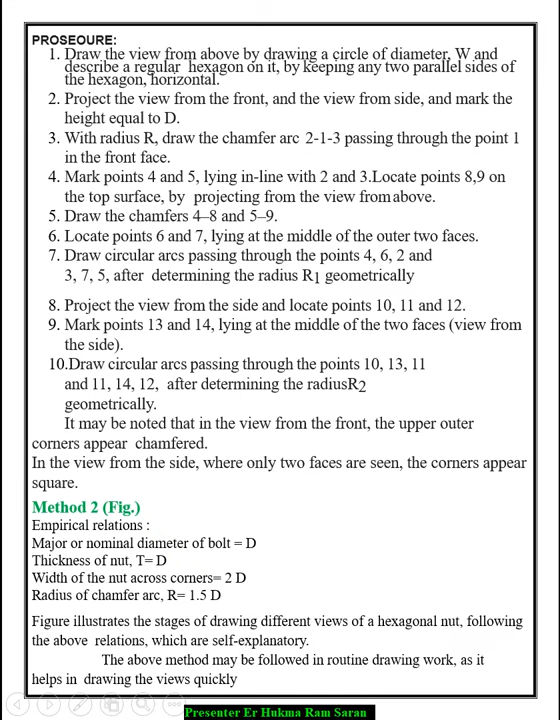 PROSEOURE:
1. Draw the view from above by drawing a circle of diameter, W and
describe a regular hexagon on it, by keeping any two parallel sides of
the hexagon, horizontal.
2. Project the view from the front, and the view from side, and mark the
height equal to D.
3. With radius R, draw the chamfer arc 2-1-3 passing through the point 1
in the front face.
4. Mark points 4 and 5, lying in-line with 2 and 3.Locate points 8,9 on
the top surface, by projecting from the view fromabove.
5. Draw the chamfers 4–8 and 5–9.
6. Locate points 6 and 7, lying at the middle of the outer two faces.
7. Draw circular arcs passing through the points 4, 6, 2 and
3, 7, 5, after determining the radius R1 geometrically
8. Project the view from the side and locate points 10, 11 and 12.
9. Mark points 13 and 14, lying at the middle of the two faces (view from
the side).
10.Draw circular arcs passing through the points 10, 13, 11
and 11, 14, 12, after determining the radiusR2
geometrically.
It may be noted that in the view from the front, the upper outer
corners appear chamfered.
In the view from the side, where only two faces are seen, the corners appear
square.
Method 2 (Fig.)
Empirical relations :
Major or nominal diameter of bolt = D
Thickness of nut, T= D
Width of the nut across corners= 2 D
Radius of chamfer arc, R= 1.5 D
Figure illustrates the stages of drawing different views of a hexagonal nut, following
the above relations, which are self-explanatory.
The above method may be followed in routine drawing work, as it
helps in drawing the views quickly
Presenter Er Hukma Ram Saran